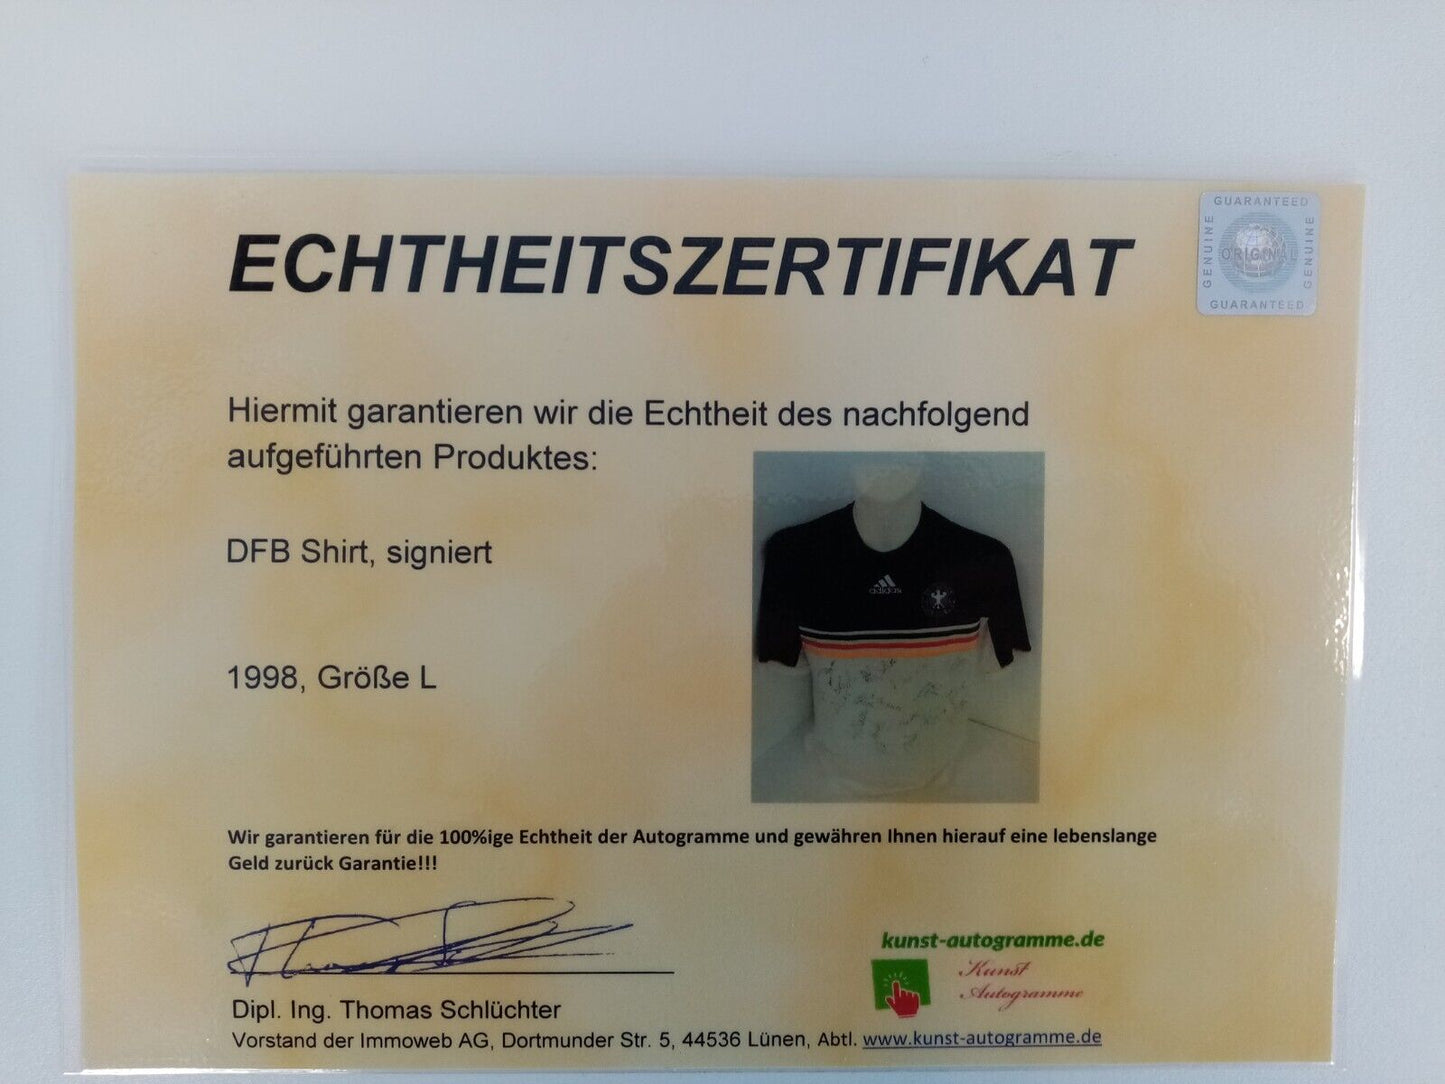 GUARANTEED
GENUINE
ORIGINAL
GENUINE
GUARANTEED
ECHTHEITSZERTIFIKAT
Hiermit garantieren wir die Echtheit des nachfolgend
aufgeführten Produktes:
DFB Shirt, signiert
adidas
1998, Größe L
Wir garantieren für die 100%ige Echtheit der Autogramme und gewähren Ihnen hierauf eine lebenslange
Geld zurück Garantie!!!
kunst-autogramme.de
Kunst
Autogramme
Dipl. Ing. Thomas Schlüchter
Vorstand der Immoweb AG, Dortmunder Str. 5, 44536 Lünen, Abtl. www.kunst-autogramme.de